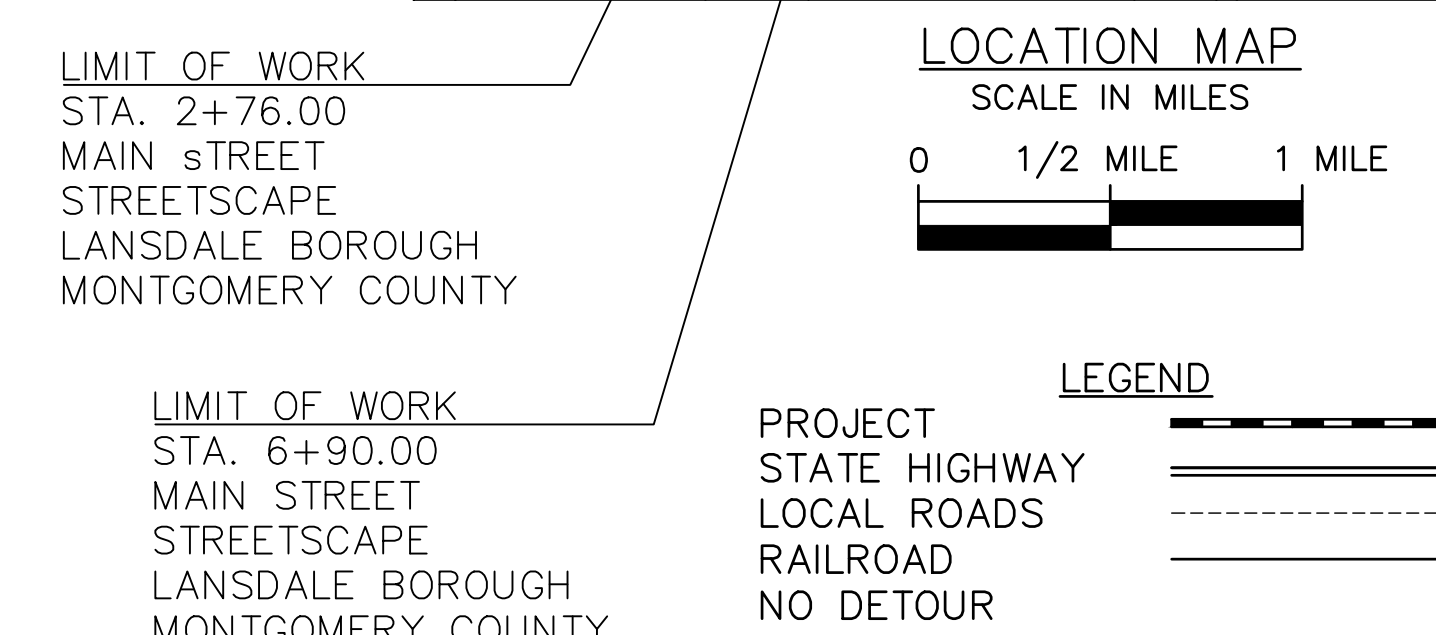 LIMIT OF WORK
STA. 2+76.00
MAIN sTREET
STREETSCAPE
LANSDALE BOROUGH
MONTGOMERY COUNTY
LIMIT OF WORK
STA. 6+90.00
MAIN STREET
STREETSCAPE
LANSDALE BOROUGH
MONTGOMERY COUNTY
LOCATION MAP
SCALE IN MILES
0 1/2 MILE 1 MILE
LEGEND
PROJECT
STATE HIGHWAY
LOCAL ROADS
RAILROAD
NO DETOUR